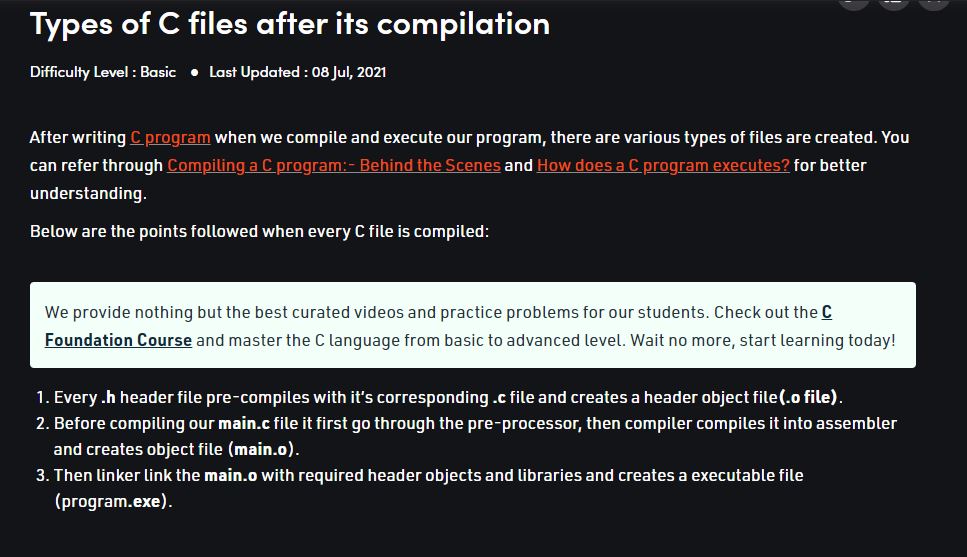 Types of C files after its compilation
Difficulty Level : Basic ● Last Updated : 08 Jul, 2021
After writing C program when we compile and execute our program, there are various types of files are created. You
can refer through Compiling a C program:- Behind the Scenes and How does a C program executes? for better
understanding.
Below are the points followed when every C file is compiled:
We provide nothing but the best curated videos and practice problems for our students. Check out the C
Foundation Course and master the C language from basic to advanced level. Wait no more, start learning today!
1. Every .h header file pre-compiles with it's corresponding .c file and creates a header object file(.o file).
2. Before compiling our main.c file it first go through the pre-processor, then compiler compiles it into assembler
and creates object file (main.o).
3. Then linker link the main.o with required header objects and libraries and creates a executable file
(program.exe).